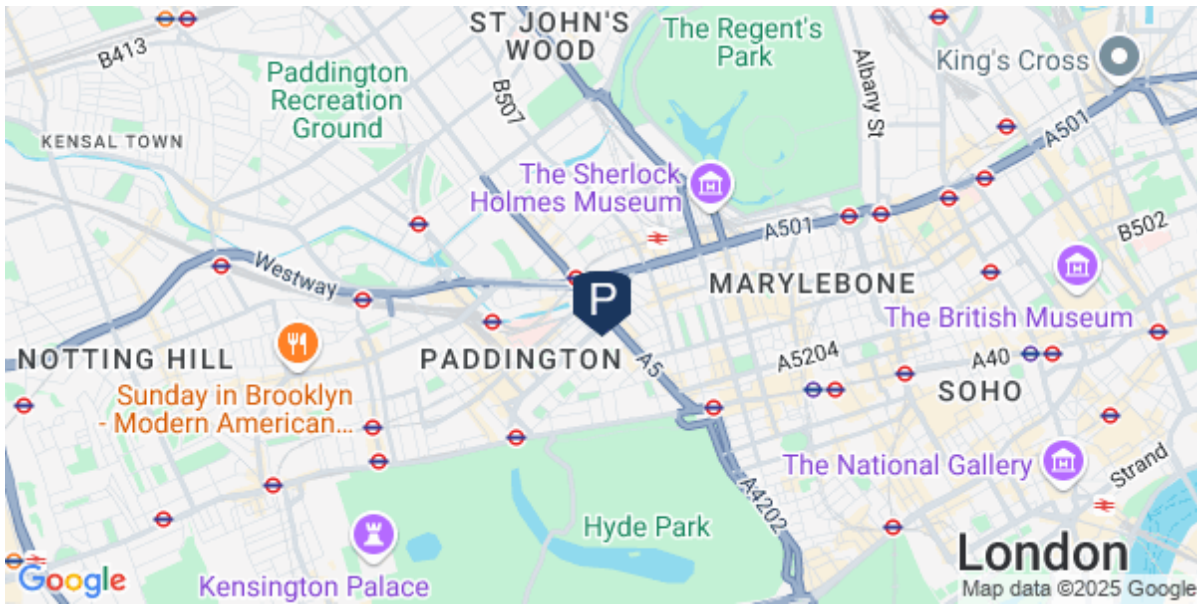 ST JOHN'S
WOOD
The Regent's
Park
B413
King's Cross
Paddington
Recreation
Ground
B507
Albany St
A501
KENSAL TOWN
The Sherlock
Holmes Museum
A501
B502
Westway
MARYLEBONE
P
The British Museum
NOTTING HILL
PADDINGTON
A5
A5204
A40
SOHO
Sunday in Brooklyn
- Modern American...
The National Gallery
Strand
A4202
Hyde Park
London
Google
Kensington Palace
Map data ©2025 Google